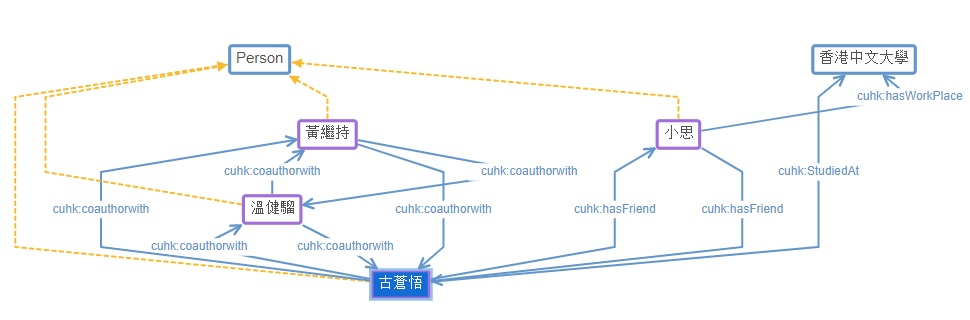 Person
香港中文大學
cuhk:hasWorkPlace
黃繼持
小思
cuhk:coauthorwith
cuhk:coauthorwith
cuhk:StudiedAt
溫健騮
cuhk:coauthorwith
cuhk:coauthorwith
cuhk:hasFriend
cuhk:hasFriend
cuhk:coauthorwith
cuhk:coauthorwith
古蒼梧